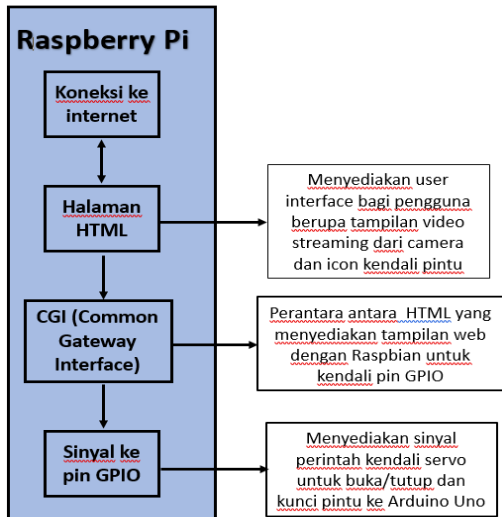 Raspberry Pi
Koneksi ke
internet
Halaman
HTML
Menyediakan user
interface bagi pengguna
berupa tampilan video
streaming dari camera
dan icon kendali pintu
CGI (Common
Gateway
Interface)
Perantara antara HTML yang
menyediakan tampilan web
dengan Raspbian untuk
kendali pin GPIO
Sinyal ke
pin GPIO
Menyediakan sinyal
perintah kendali servo
untuk buka/tutup dan
kunci pintu ke Arduino Uno